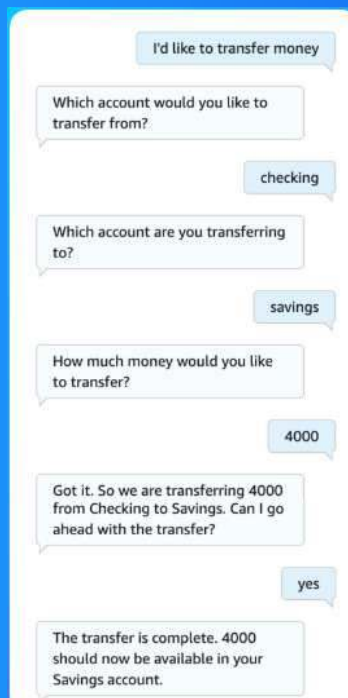 I'd like to transfer money
Which account would you like to
transfer from?
checking
Which account are you transferring
to?
savings
How much money would you like
to transfer?
4000
Got it. So we are transferring 4000
from Checking to Savings. Can I go
ahead with the transfer?
yes
The transfer is complete. 4000
should now be available in your
Savings account.